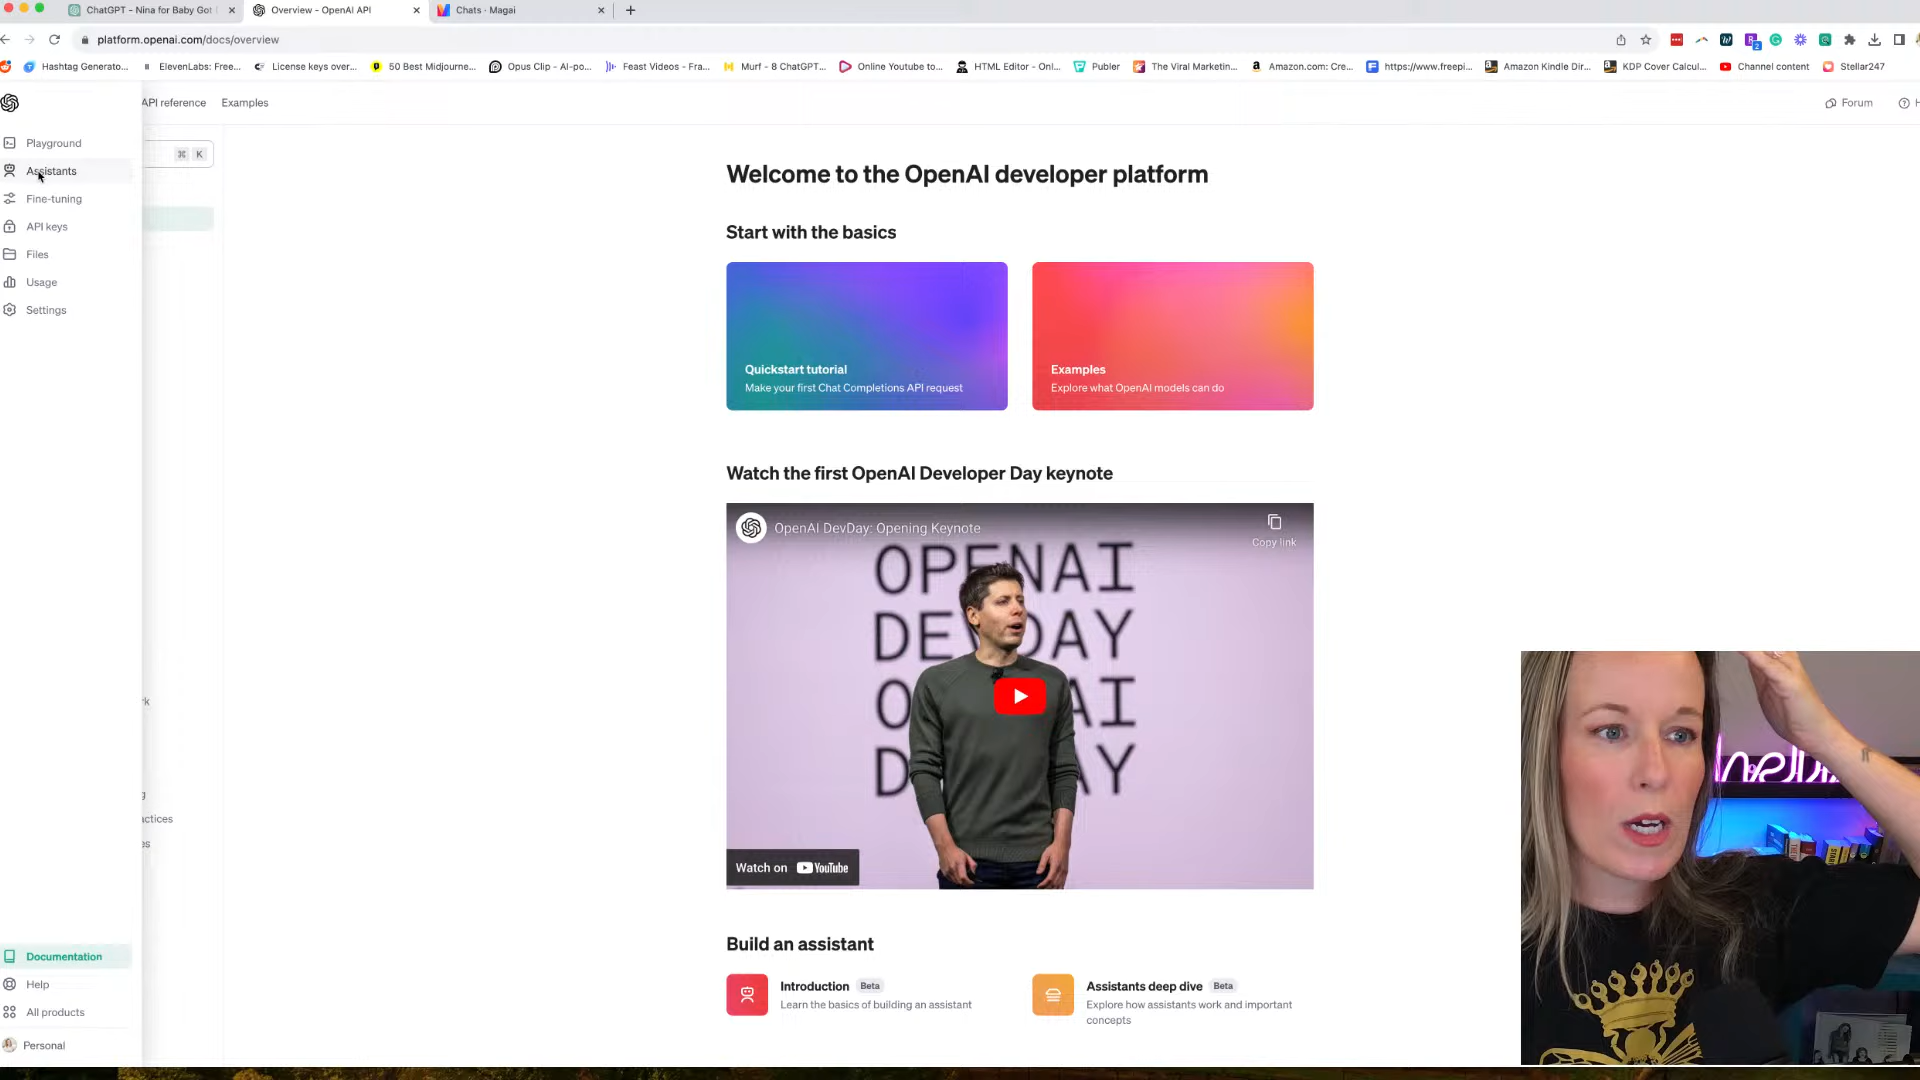 ChatGPT - Nina for Baby Got
Overview - OpenAI API
Chats · Magai
platform.openai.com/docs/overview
Hashtag Generato...
ElevenLabs: Free...
License keys over...
50 Best Midjourne...
Opus Clip - AI-po...
Feast Videos - Fra...
Murf - 8 ChatGPT...
Online Youtube to...
HTML Editor - Onl...
Publer
The Viral Marketin...
Amazon.com: Cre...
https://www.freepi...
Amazon Kindle Dir...
KDP Cover Calcul...
Channel content
Stellar247
API reference
Examples
Forum
Playground
⌘ K
Assistants
Fine-tuning
API keys
Files
Usage
Settings
Welcome to the OpenAI developer platform
Start with the basics
Quickstart tutorial
Make your first Chat Completions API request
Examples
Explore what OpenAI models can do
Watch the first OpenAI Developer Day keynote
OpenAI DevDay: Opening Keynote
Copy link
OPENAI
DEVDAY
OPENAI
DEVDAY
Watch on YouTube
rk
g
actices
es
Build an assistant
Introduction Beta
Learn the basics of building an assistant
Assistants deep dive Beta
Explore how assistants work and important
concepts
Documentation
Help
All products
Personal